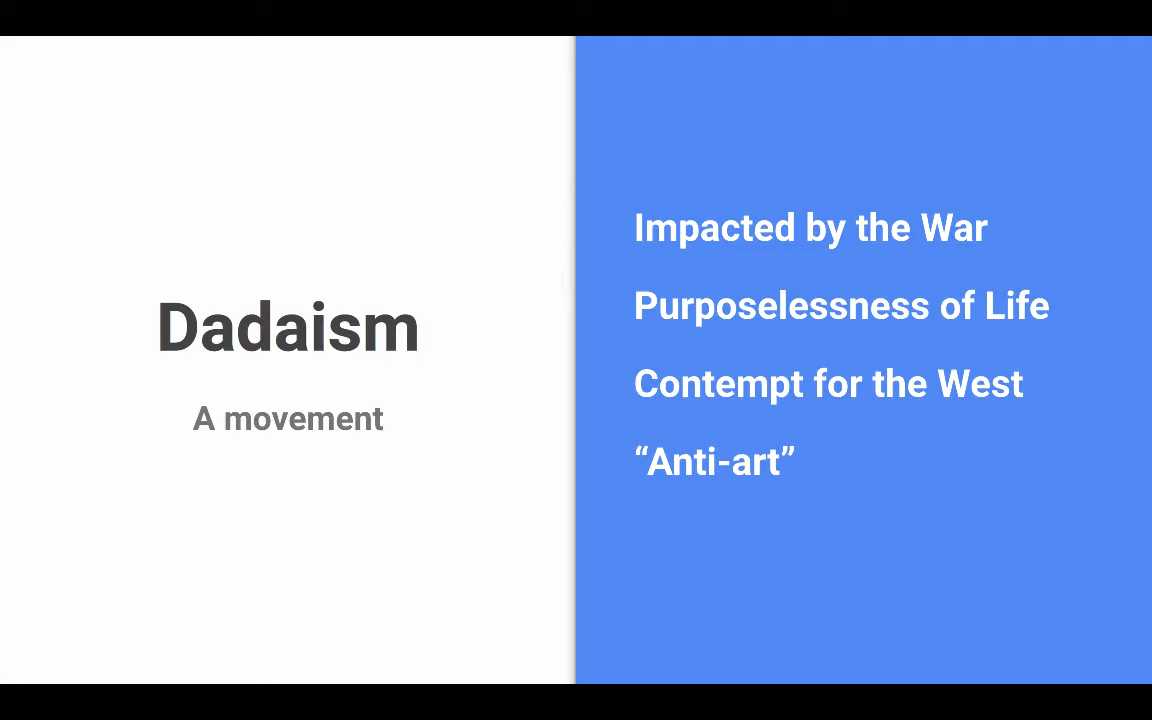 Dadaism
A movement
Impacted by the War
Purposelessness of Life
Contempt for the West
“Anti-art”